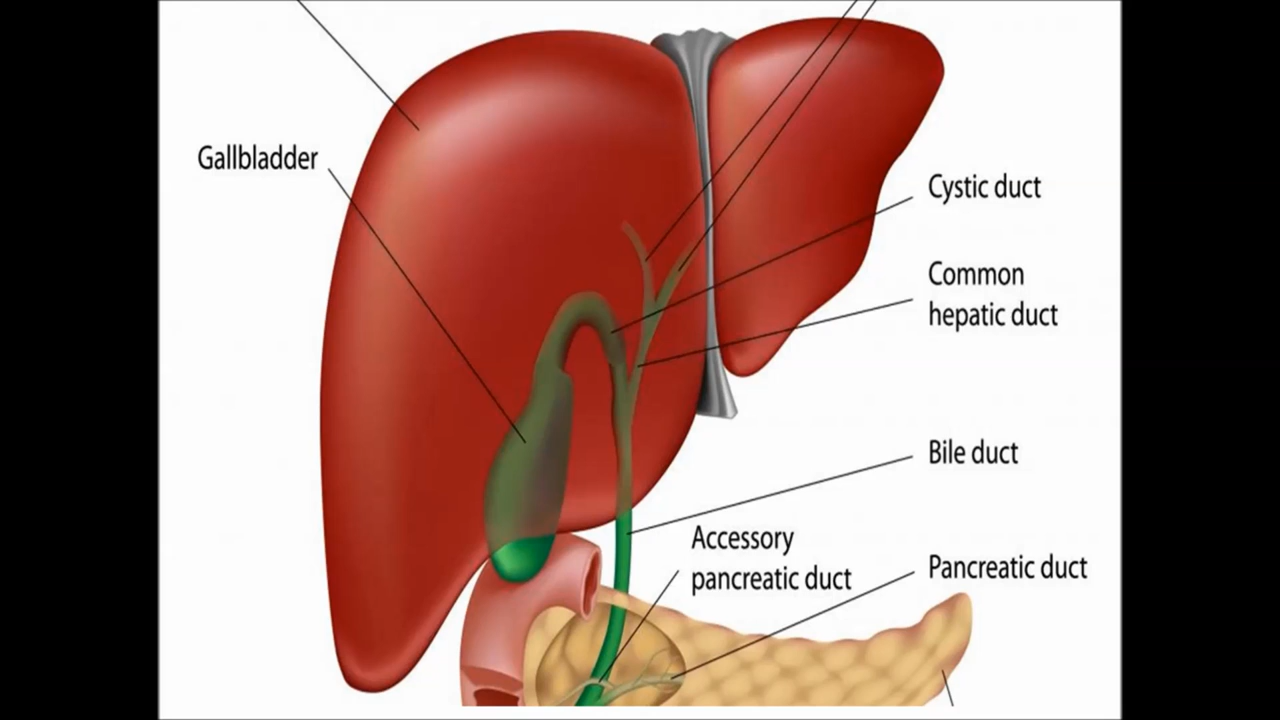 Gallbladder
Cystic duct
Common
hepatic duct
Bile duct
Accessory
pancreatic duct
Pancreatic duct